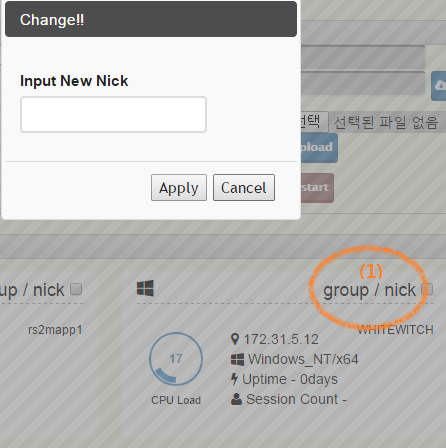 Change!!
Input New Nick
선택 선택된 파일 없음
pload
start
Apply Cancel
(1)
up / nick
group / nick
rs2mapp1
WHITEWITCH
172.31.5.12
17
Windows_NT/x64
Uptime - 0days
CPU Load
Session Count -